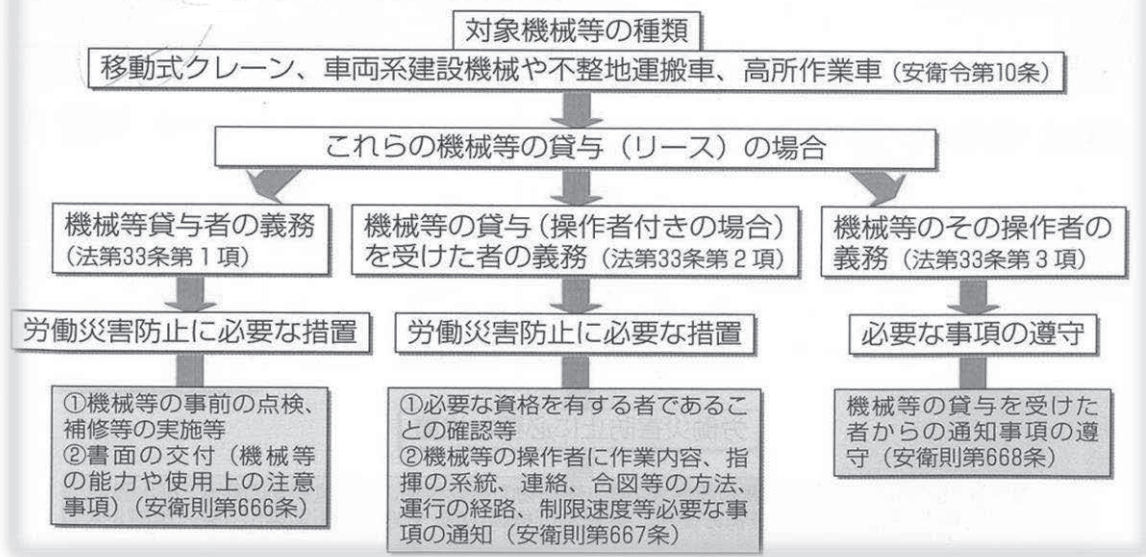 対象機械等の種類
移動式クレーン、車両系建設機械や不整地運搬車、高所作業車（安衛令第10条）
これらの機械等の貸与（リース）の場合
機械等貸与者の義務
（法第33条第1項）
機械等の貸与（操作者付きの場合）
を受けた者の義務（法第33条第2項）
機械等のその操作者の
義務（法第33条第3項）
労働災害防止に必要な措置
労働災害防止に必要な措置
必要な事項の遵守
①機械等の事前の点検、
補修等の実施等
②書面の交付（機械等
の能力や使用上の注意
事項）（安衛則第666条）
①必要な資格を有する者であるこ
との確認等
②機械等の操作者に作業内容、指
揮の系統、連絡、合図等の方法、
運行の経路、制限速度等必要な事
項の通知（安衛則第667条）
機械等の貸与を受けた
者からの通知事項の遵
守（安衛則第668条）